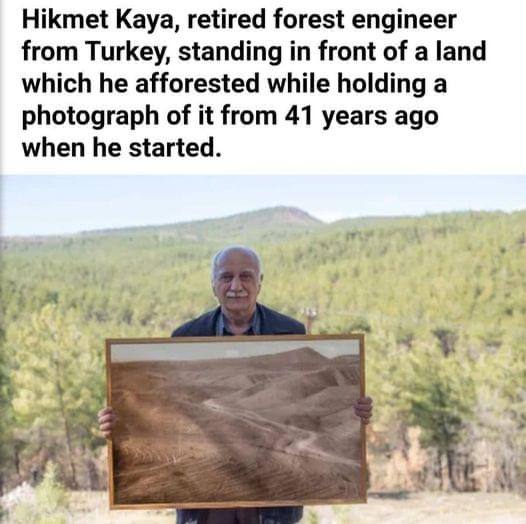 Hikmet Kaya, retired forest engineer
from Turkey, standing in front of a land
which he afforested while holding a
photograph of it from 41 years ago
when he started.